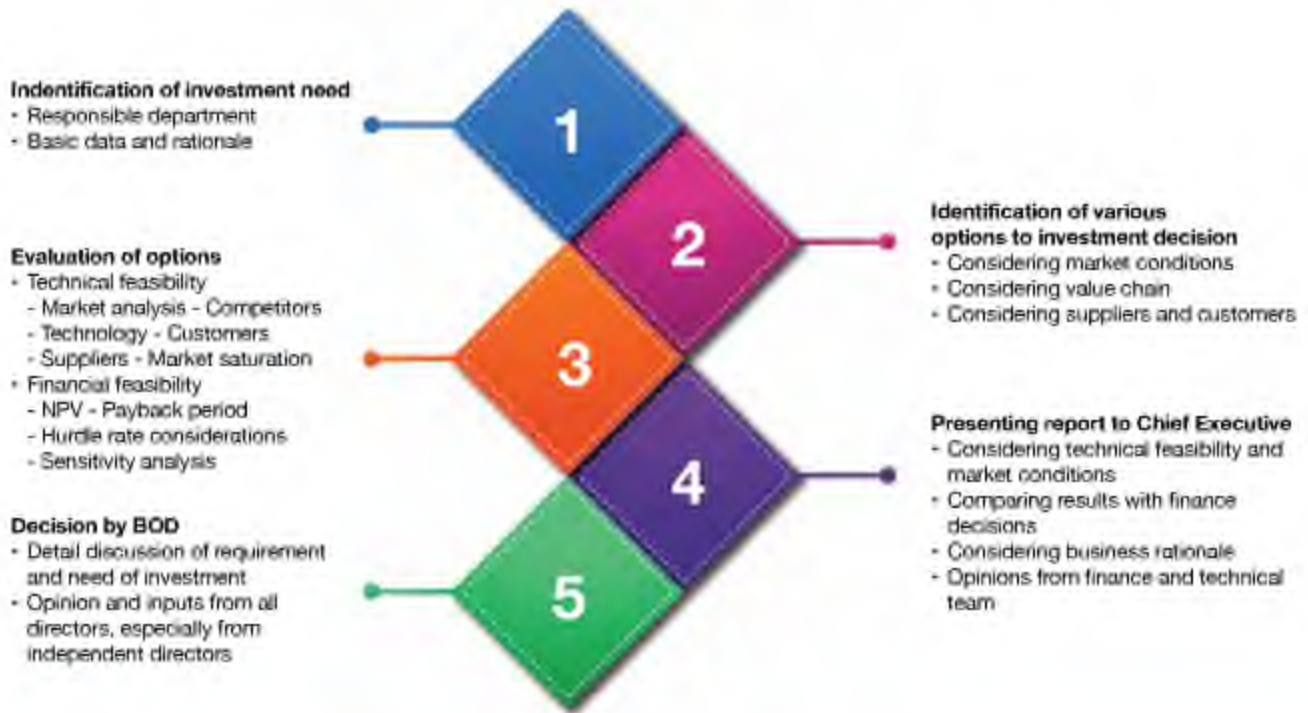 1
Indentification of investment need
• Responsible department
• Basic data and rationale
2
Identification of various
options to investment decision
• Considering market conditions
• Considering value chain
• Considering suppliers and customers
3
Evaluation of options
• Technical feasibility
- Market analysis - Competitors
- Technology - Customers
- Suppliers - Market saturation
• Financial feasibility
- NPV - Payback period
- Hurdle rate considerations
- Sensitivity analysis
4
Presenting report to Chief Executive
• Considering technical feasibility and
market conditions
• Comparing results with finance
decisions
• Considering business rationale
• Opinions from finance and technical
team
5
Decision by BOD
• Detail discussion of requirement
and need of investment
• Opinion and inputs from all
directors, especially from
independent directors